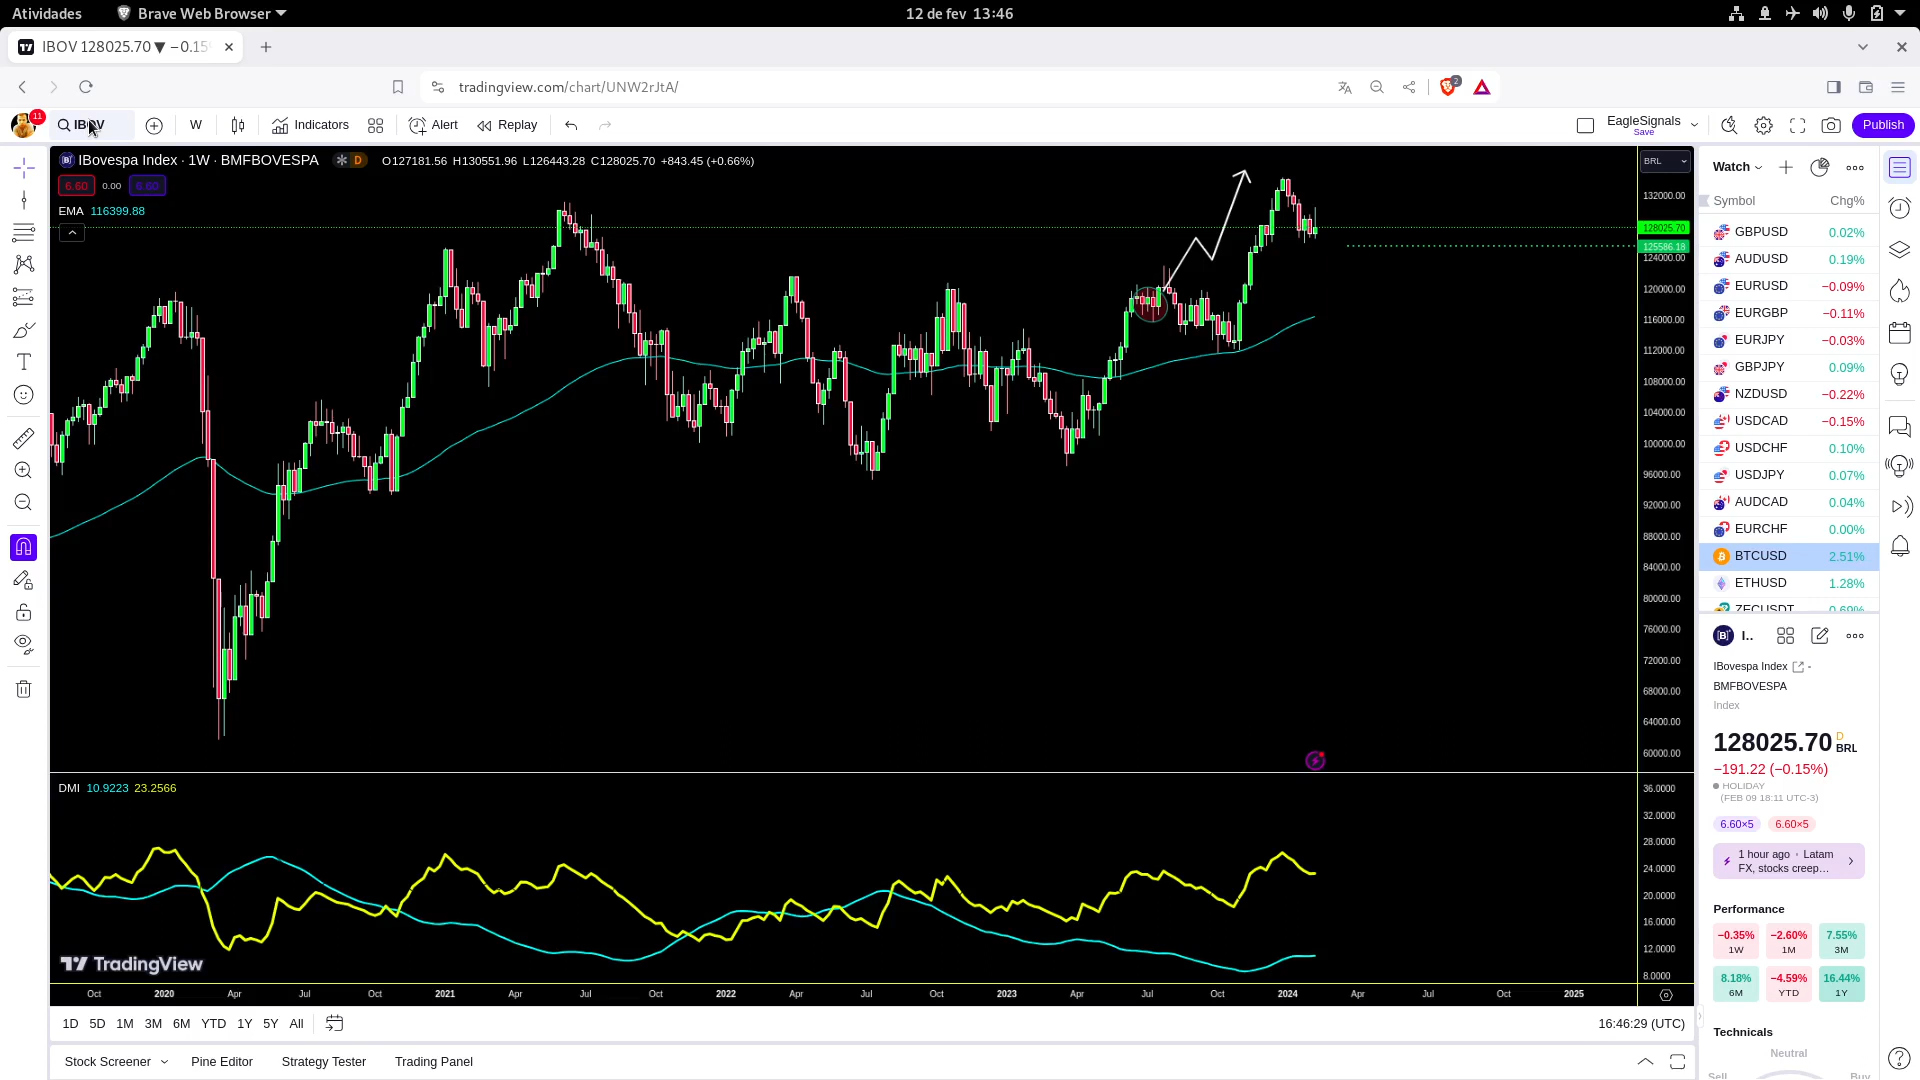 Atividades
Brave Web Browser
12 de fev 13:46
IBOV 128025.70 ▼ −0.15
tradingview.com/chart/UNW2rJtA/
2
11
IBOV
W
Indicators
Alert
Replay
EagleSignals
Save
Publish
IBovespa Index · 1W · BMFBOVESPA
D
O127181.56 H130551.96 L126443.28 C128025.70 +843.45 (+0.66%)
6.60
0.00
6.60
EMA 116399.88
BRL
132000.00
128025.70
125586.18
124000.00
120000.00
116000.00
112000.00
108000.00
104000.00
100000.00
96000.00
92000.00
88000.00
84000.00
80000.00
76000.00
72000.00
68000.00
64000.00
60000.00
DMI 10.9223 23.2566
36.0000
32.0000
28.0000
24.0000
20.0000
16.0000
12.0000
8.0000
TradingView
Oct 2020 Apr Jul Oct 2021 Apr Jul Oct 2022 Apr Jul Oct 2023 Apr Jul Oct 2024 Apr Jul Oct 2025
1D 5D 1M 3M 6M YTD 1Y 5Y All
16:46:29 (UTC)
Stock Screener
Pine Editor
Strategy Tester
Trading Panel
Watch
Symbol Chg%
GBPUSD 0.02%
AUDUSD 0.19%
EURUSD −0.09%
EURGBP −0.11%
EURJPY −0.03%
GBPJPY 0.09%
NZDUSD −0.22%
USDCAD −0.15%
USDCHF 0.10%
USDJPY 0.07%
AUDCAD 0.04%
EURCHF 0.00%
BTCUSD 2.51%
ETHUSD 1.28%
ZECUSDT 0.69%
I..
IBovespa Index -
BMFBOVESPA
Index
128025.70 D BRL
−191.22 (−0.15%)
HOLIDAY
(FEB 09 18:11 UTC-3)
6.60×5 6.60×5
1 hour ago · Latam
FX, stocks creep…
Performance
−0.35% −2.60% 7.55%
1W 1M 3M
8.18% −4.59% 16.44%
6M YTD 1Y
Technicals
Neutral
Sell Buy